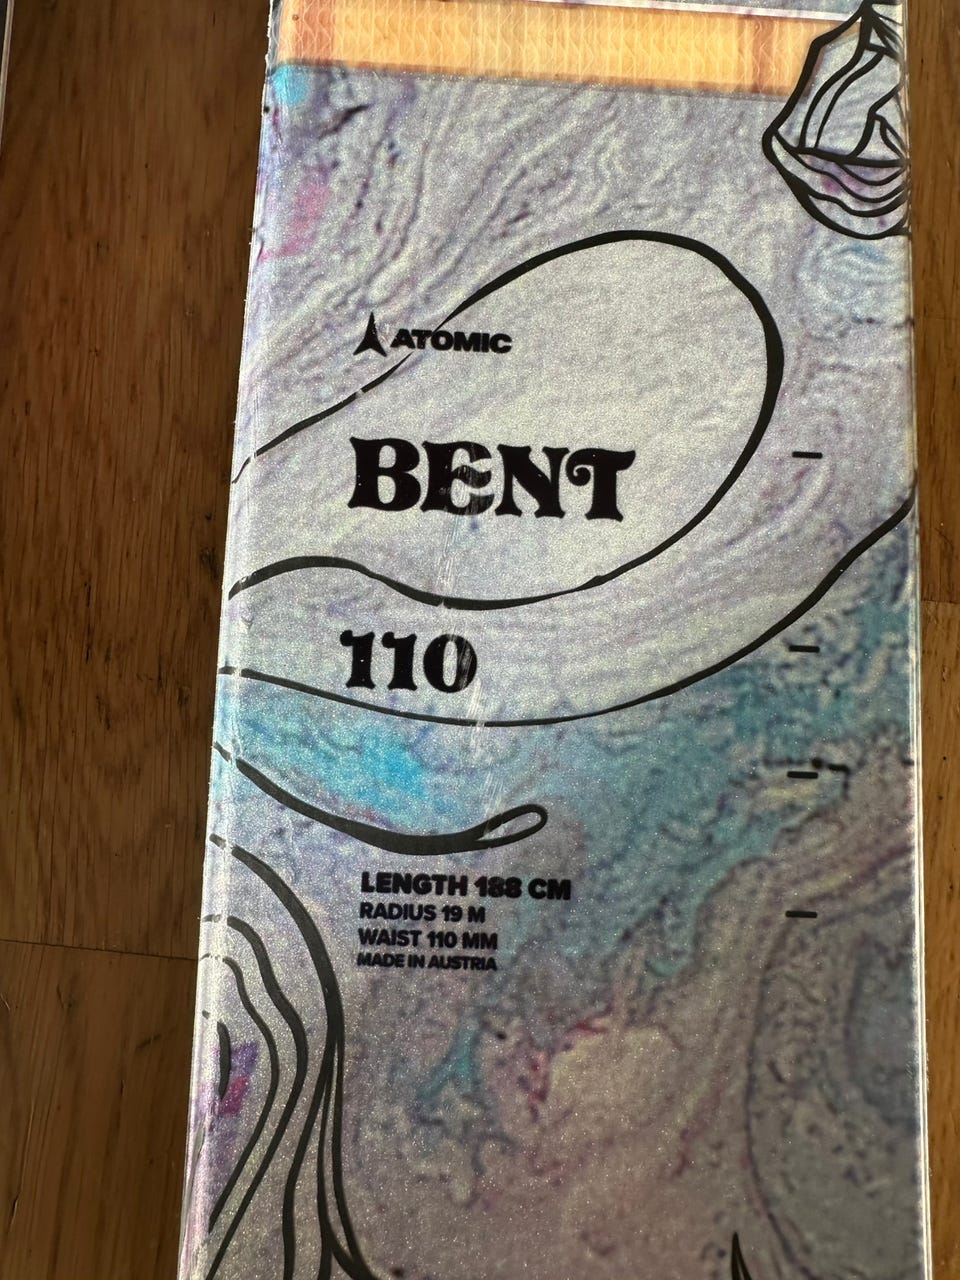 ATOMIC
BENT
110
LENGTH 188 CM
RADIUS 19 M
WAIST 110 MM
MADE IN AUSTRIA